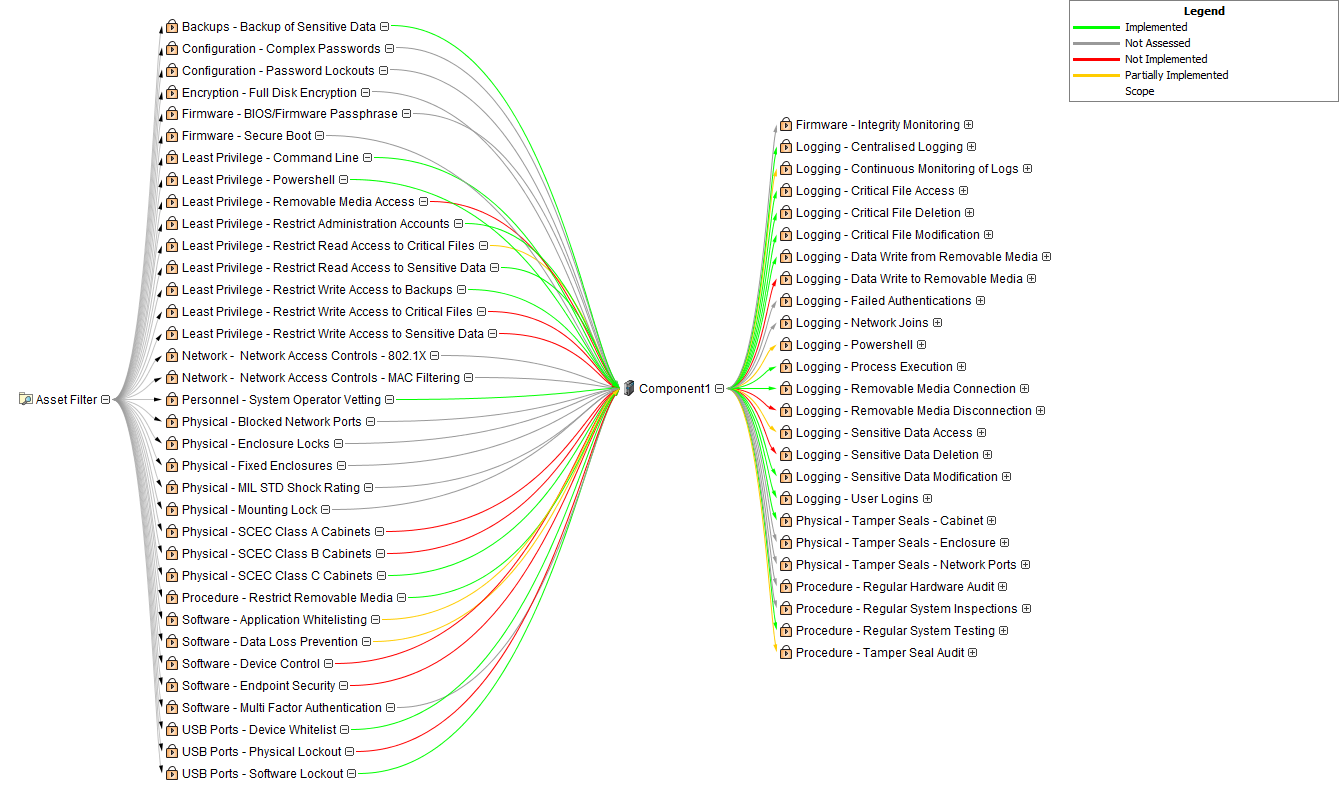 Legend
Implemented
Not Assessed
Not Implemented
Partially Implemented
Scope
Asset Filter
Backups - Backup of Sensitive Data
Configuration - Complex Passwords
Configuration - Password Lockouts
Encryption - Full Disk Encryption
Firmware - BIOS/Firmware Passphrase
Firmware - Secure Boot
Least Privilege - Command Line
Least Privilege - Powershell
Least Privilege - Removable Media Access
Least Privilege - Restrict Administration Accounts
Least Privilege - Restrict Read Access to Critical Files
Least Privilege - Restrict Read Access to Sensitive Data
Least Privilege - Restrict Write Access to Backups
Least Privilege - Restrict Write Access to Critical Files
Least Privilege - Restrict Write Access to Sensitive Data
Network -  Network Access Controls - 802.1X
Network -  Network Access Controls - MAC Filtering
Personnel - System Operator Vetting
Physical - Blocked Network Ports
Physical - Enclosure Locks
Physical - Fixed Enclosures
Physical - MIL STD Shock Rating
Physical - Mounting Lock
Physical - SCEC Class A Cabinets
Physical - SCEC Class B Cabinets
Physical - SCEC Class C Cabinets
Procedure - Restrict Removable Media
Software - Application Whitelisting
Software - Data Loss Prevention
Software - Device Control
Software - Endpoint Security
Software - Multi Factor Authentication
USB Ports - Device Whitelist
USB Ports - Physical Lockout
USB Ports - Software Lockout
Component1
Firmware - Integrity Monitoring
Logging - Centralised Logging
Logging - Continuous Monitoring of Logs
Logging - Critical File Access
Logging - Critical File Deletion
Logging - Critical File Modification
Logging - Data Write from Removable Media
Logging - Data Write to Removable Media
Logging - Failed Authentications
Logging - Network Joins
Logging - Powershell
Logging - Process Execution
Logging - Removable Media Connection
Logging - Removable Media Disconnection
Logging - Sensitive Data Access
Logging - Sensitive Data Deletion
Logging - Sensitive Data Modification
Logging - User Logins
Physical - Tamper Seals - Cabinet
Physical - Tamper Seals - Enclosure
Physical - Tamper Seals - Network Ports
Procedure - Regular Hardware Audit
Procedure - Regular System Inspections
Procedure - Regular System Testing
Procedure - Tamper Seal Audit